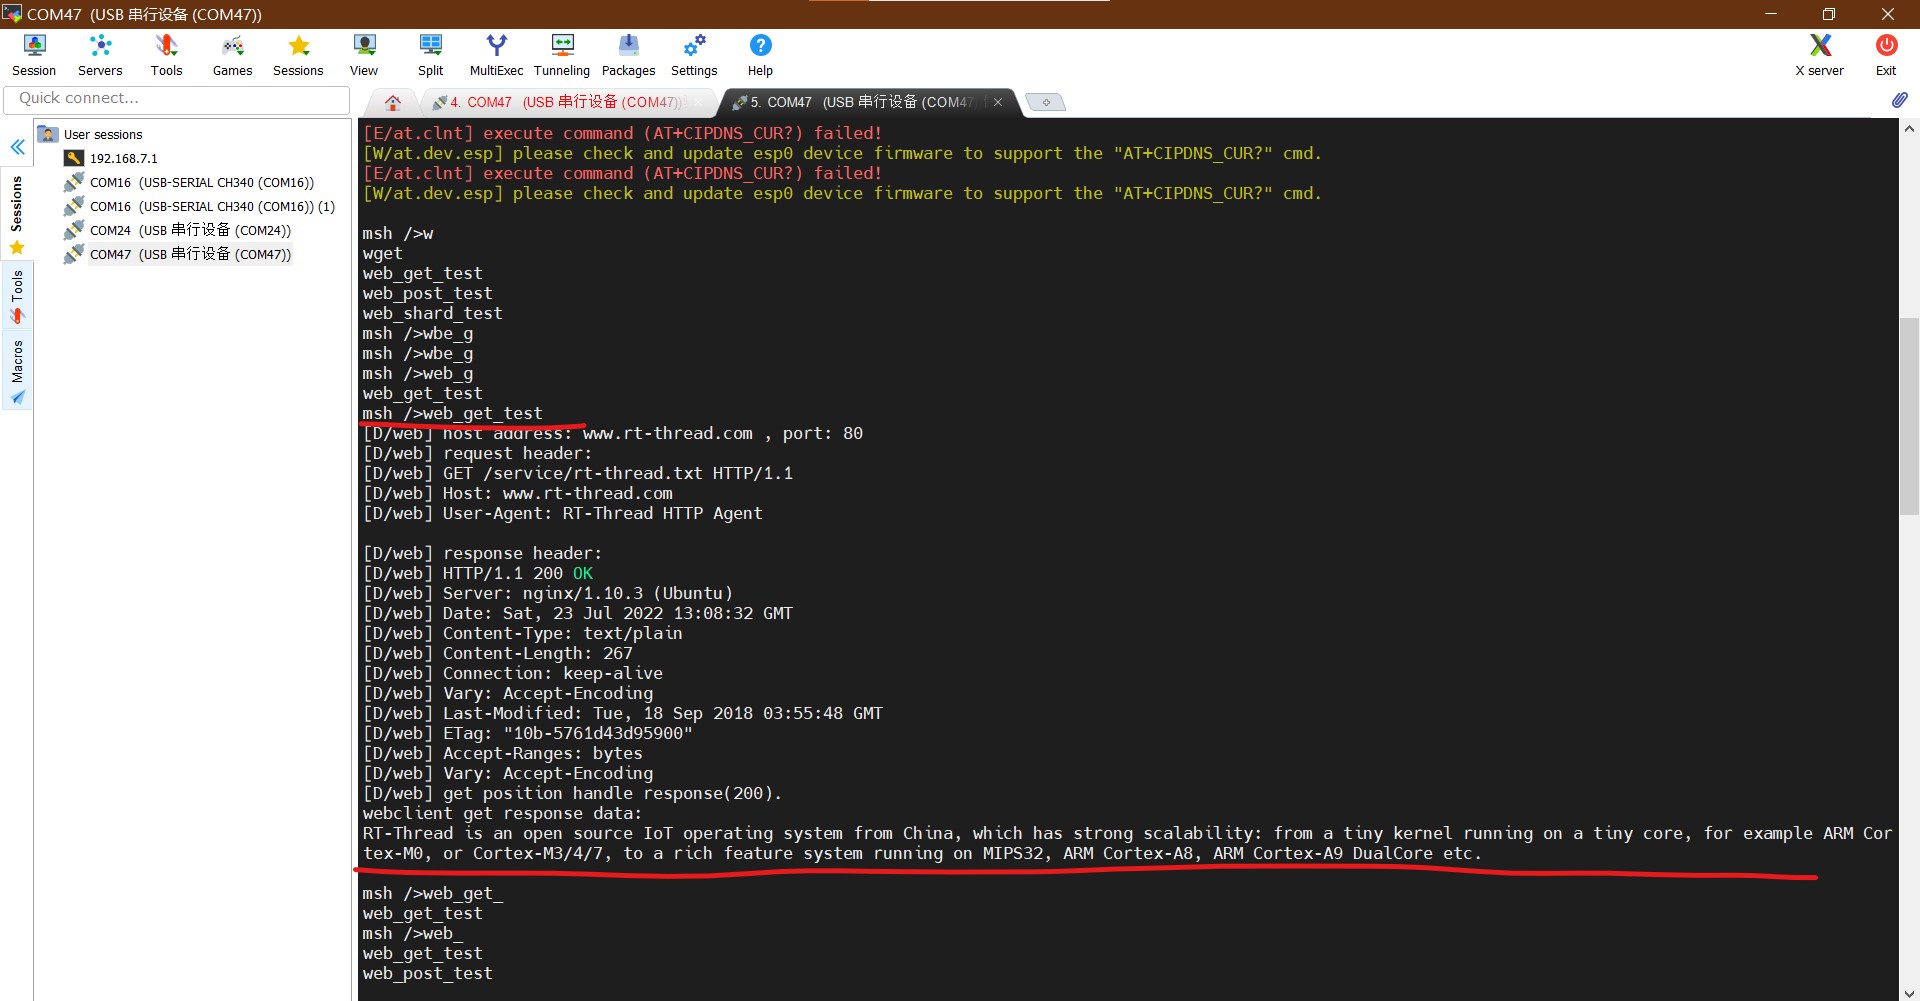 COM47  (USB 串行设备 (COM47))
Session Servers Tools Games Sessions View Split MultiExec Tunneling Packages Settings Help X server Exit
Quick connect...
4. COM47  (USB 串行设备 (COM47))
5. COM47  (USB 串行设备 (COM47)
User sessions
192.168.7.1
COM16  (USB-SERIAL CH340 (COM16))
COM16  (USB-SERIAL CH340 (COM16)) (1)
COM24  (USB 串行设备 (COM24))
COM47  (USB 串行设备 (COM47))
Sessions
Tools
Macros
[E/at.clnt] execute command (AT+CIPDNS_CUR?) failed!
[W/at.dev.esp] please check and update esp0 device firmware to support the "AT+CIPDNS_CUR?" cmd.
[E/at.clnt] execute command (AT+CIPDNS_CUR?) failed!
[W/at.dev.esp] please check and update esp0 device firmware to support the "AT+CIPDNS_CUR?" cmd.
msh />w
wget
web_get_test
web_post_test
web_shard_test
msh />wbe_g
msh />wbe_g
msh />web_g
web_get_test
msh />web_get_test
[D/web] host address: www.rt-thread.com , port: 80
[D/web] request header:
[D/web] GET /service/rt-thread.txt HTTP/1.1
[D/web] Host: www.rt-thread.com
[D/web] User-Agent: RT-Thread HTTP Agent
[D/web] response header:
[D/web] HTTP/1.1 200 OK
[D/web] Server: nginx/1.10.3 (Ubuntu)
[D/web] Date: Sat, 23 Jul 2022 13:08:32 GMT
[D/web] Content-Type: text/plain
[D/web] Content-Length: 267
[D/web] Connection: keep-alive
[D/web] Vary: Accept-Encoding
[D/web] Last-Modified: Tue, 18 Sep 2018 03:55:48 GMT
[D/web] ETag: "10b-5761d43d95900"
[D/web] Accept-Ranges: bytes
[D/web] Vary: Accept-Encoding
[D/web] get position handle response(200).
webclient get response data:
RT-Thread is an open source IoT operating system from China, which has strong scalability: from a tiny kernel running on a tiny core, for example ARM Cor
tex-M0, or Cortex-M3/4/7, to a rich feature system running on MIPS32, ARM Cortex-A8, ARM Cortex-A9 DualCore etc.
msh />web_get_
web_get_test
msh />web_
web_get_test
web_post_test